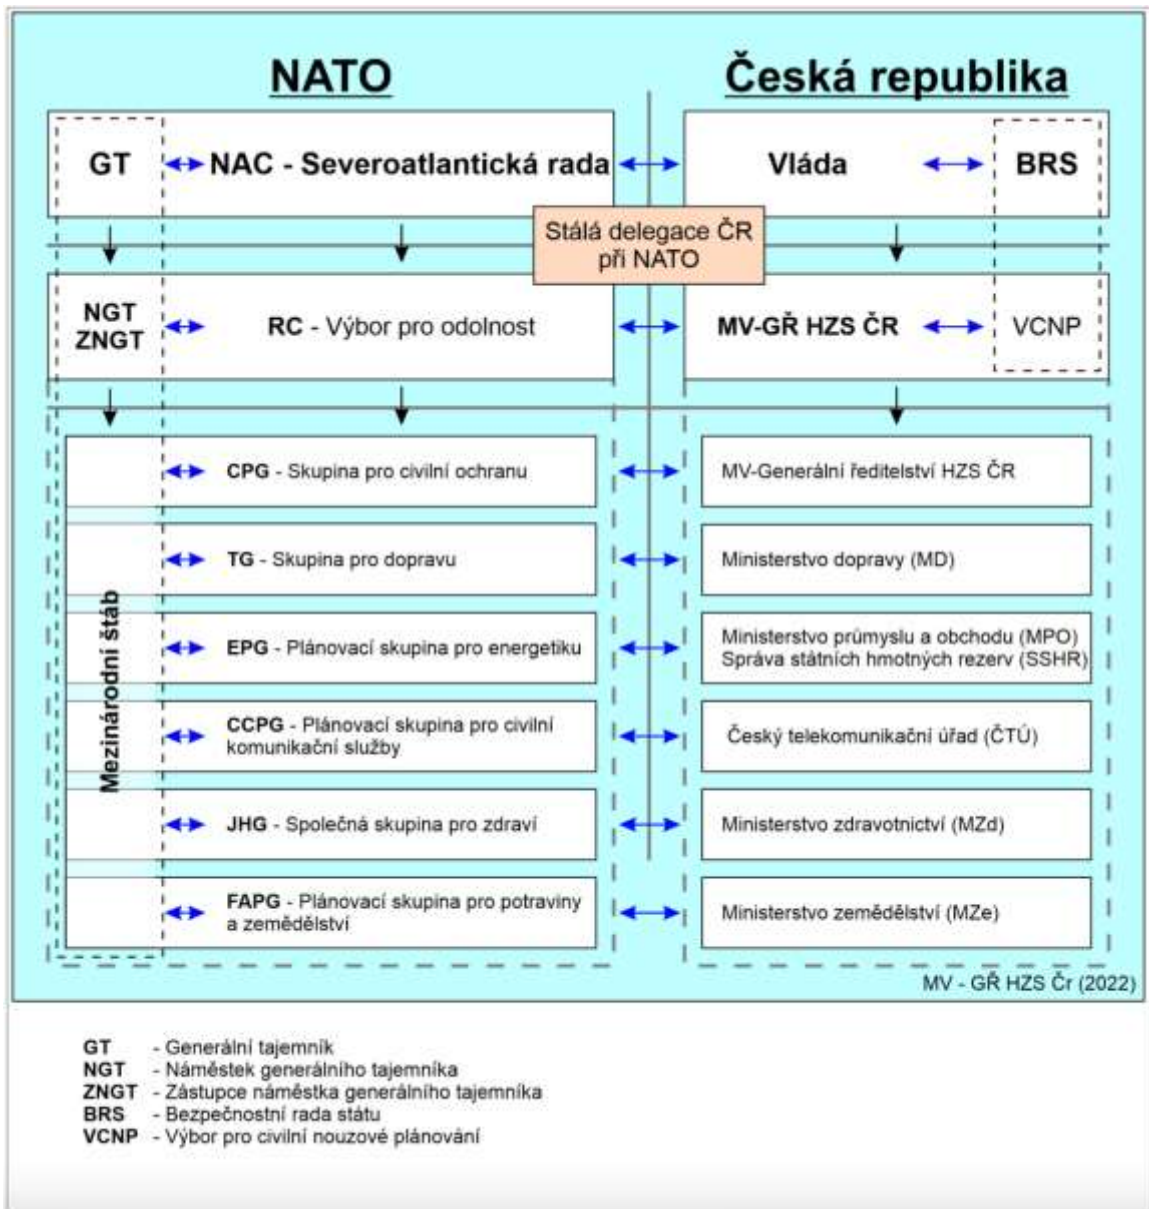 NATO
Česká republika
GT
NAC - Severoatlantická rada
Vláda
BRS
Stálá delegace ČR
při NATO
NGT
ZNGT
RC - Výbor pro odolnost
MV-GŘ HZS ČR
VCNP
Mezinárodní štáb
CPG - Skupina pro civilní ochranu
MV-Generální ředitelství HZS ČR
TG - Skupina pro dopravu
Ministerstvo dopravy (MD)
EPG - Plánovací skupina pro energetiku
Ministerstvo průmyslu a obchodu (MPO)
Správa státních hmotných rezerv (SSHR)
CCPG - Plánovací skupina pro civilní
komunikační služby
Český telekomunikační úřad (ČTÚ)
JHG - Společná skupina pro zdraví
Ministerstvo zdravotnictví (MZd)
FAPG - Plánovací skupina pro potraviny
a zemědělství
Ministerstvo zemědělství (MZe)
MV - GŘ HZS Čr (2022)
GT - Generální tajemník
NGT - Náměstek generálního tajemníka
ZNGT - Zástupce náměstka generálního tajemníka
BRS - Bezpečnostní rada státu
VCNP - Výbor pro civilní nouzové plánování